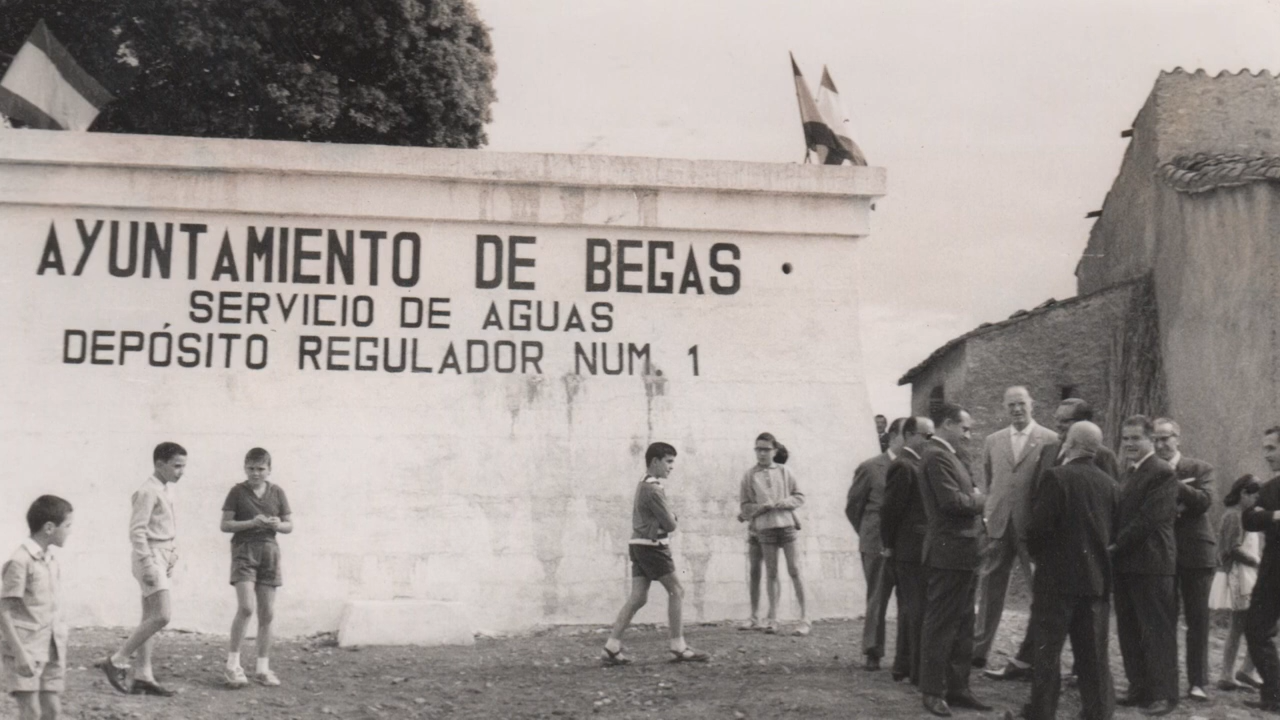 AYUNTAMIENTO DE BEGAS
SERVICIO DE AGUAS
DEPÓSITO REGULADOR NUM. 1